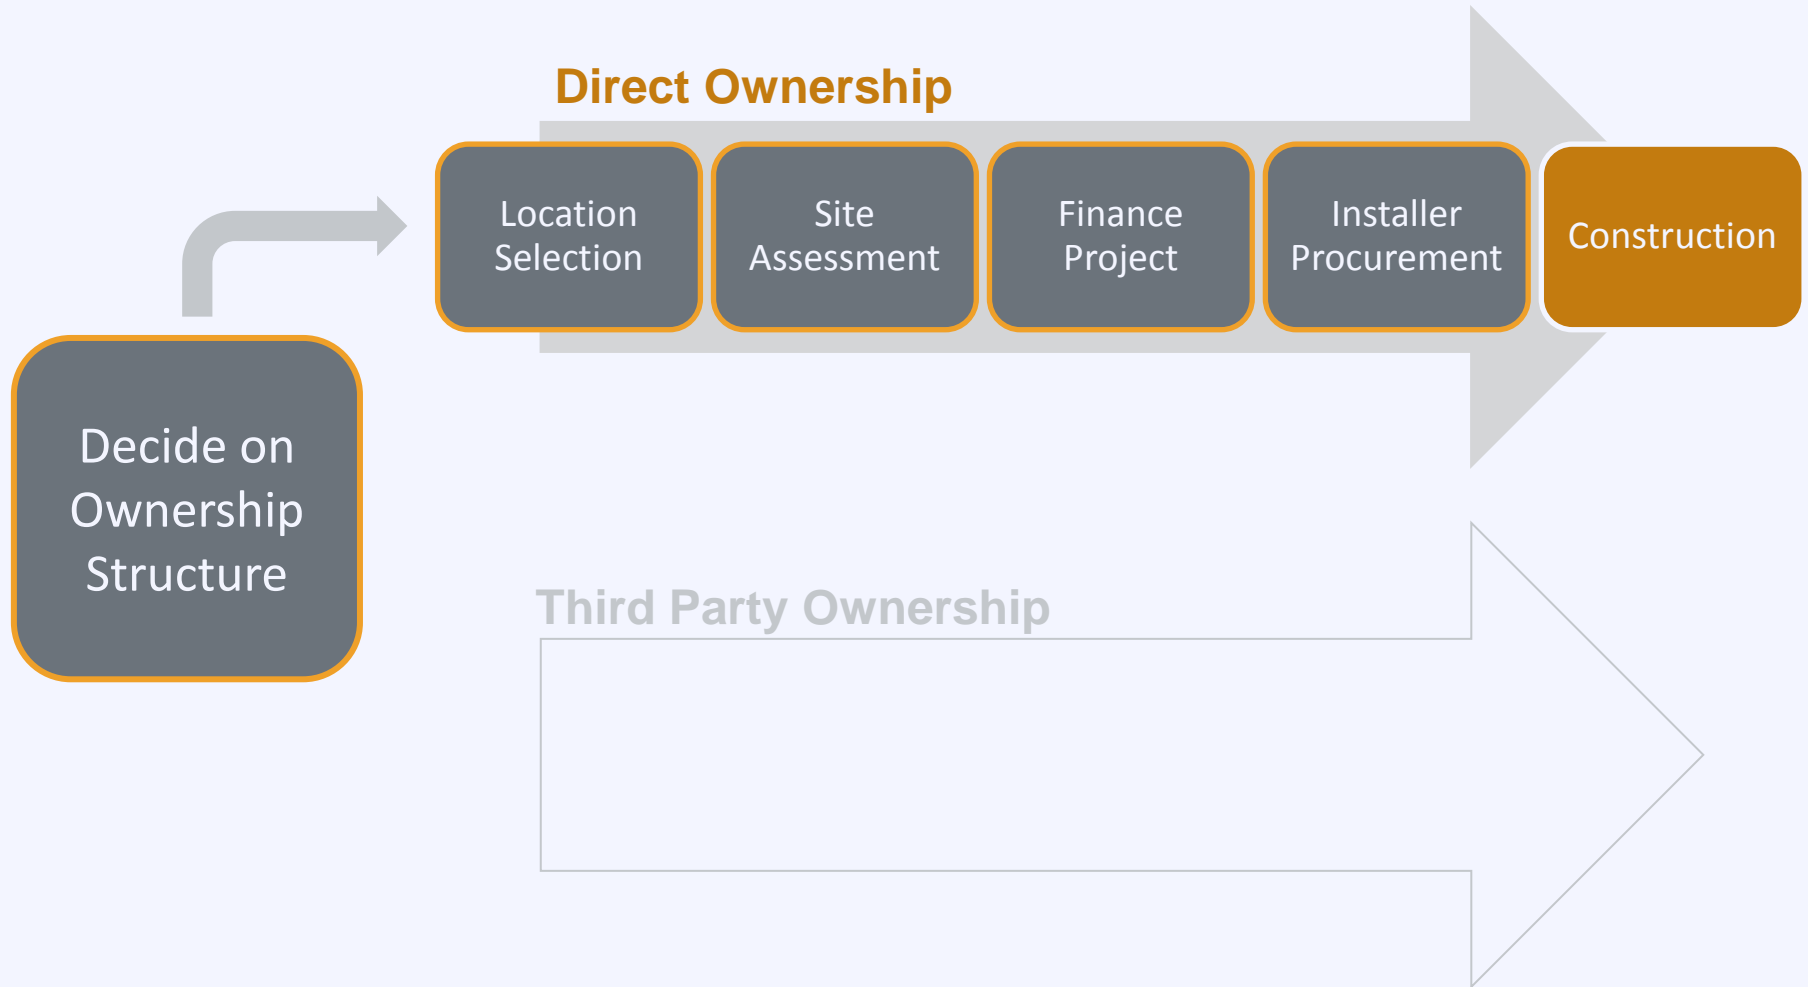 Direct Ownership
Location
Selection
Site
Assessment
Finance
Project
Installer
Procurement
Construction
Decide on
Ownership
Structure
Third Party Ownership